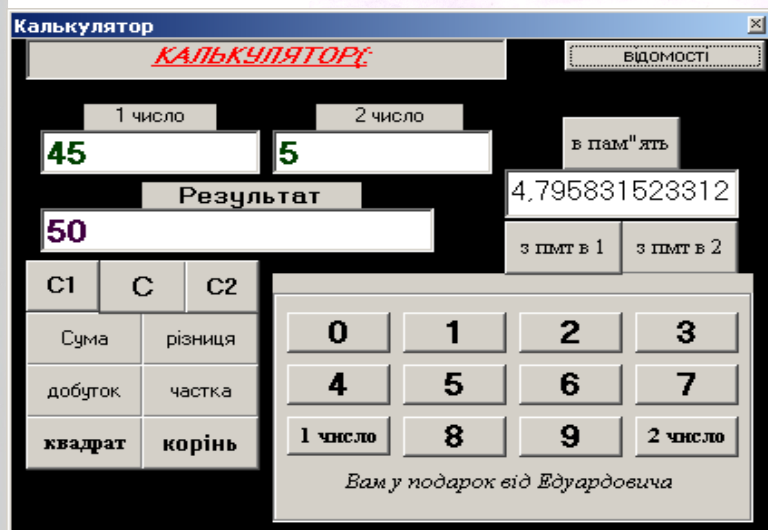 Калькулятор
КАЛЬКУЛЯТОР(:
відомості
1 число
2 число
в пам"ять
45
5
4,795831523312
Результат
50
з пмт в 1
з пмт в 2
C1
C
C2
Сума
різниця
0
1
2
3
добуток
частка
4
5
6
7
квадрат
корінь
1 число
8
9
2 число
Вам у подарок від Едуардовича